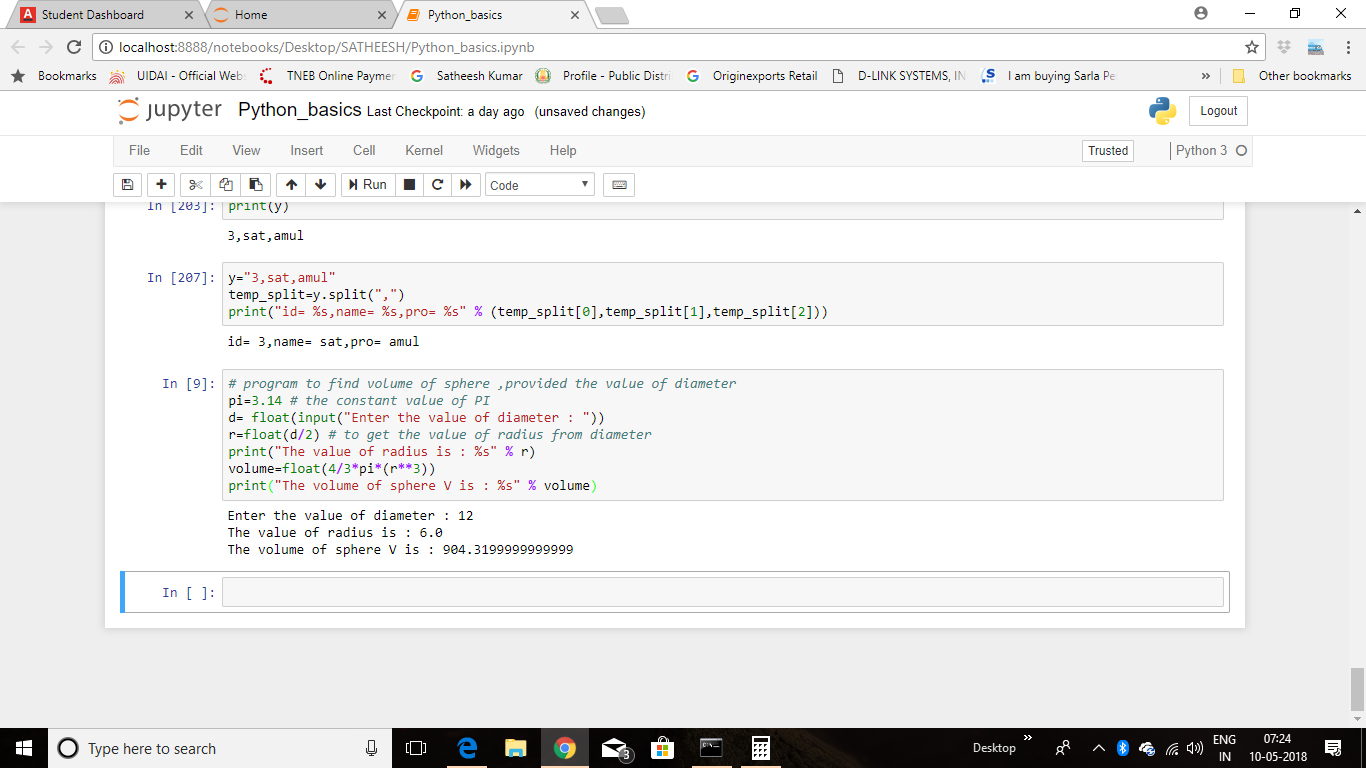 Student Dashboard
Home
Python_basics
localhost:8888/notebooks/Desktop/SATHEESH/Python_basics.ipynb
Bookmarks UIDAI - Official Web TNEB Online Paymen Satheesh Kumar Profile - Public Distri Originexports Retail D-LINK SYSTEMS, IN I am buying Sarla Pe » Other bookmarks
jupyter Python_basics Last Checkpoint: a day ago (unsaved changes) Logout
File Edit View Insert Cell Kernel Widgets Help Trusted Python 3
Run Code
In [203]: print(y)
3,sat,amul
In [207]: y="3,sat,amul"
temp_split=y.split(",")
print("id= %s,name= %s,pro= %s" % (temp_split[0],temp_split[1],temp_split[2]))
id= 3,name= sat,pro= amul
In [9]: # program to find volume of sphere ,provided the value of diameter
pi=3.14 # the constant value of PI
d= float(input("Enter the value of diameter : "))
r=float(d/2) # to get the value of radius from diameter
print("The value of radius is : %s" % r)
volume=float(4/3*pi*(r**3))
print("The volume of sphere V is : %s" % volume)
Enter the value of diameter : 12
The value of radius is : 6.0
The volume of sphere V is : 904.3199999999999
In [ ]:
Type here to search
3
Desktop »
ENG
IN
07:24
10-05-2018